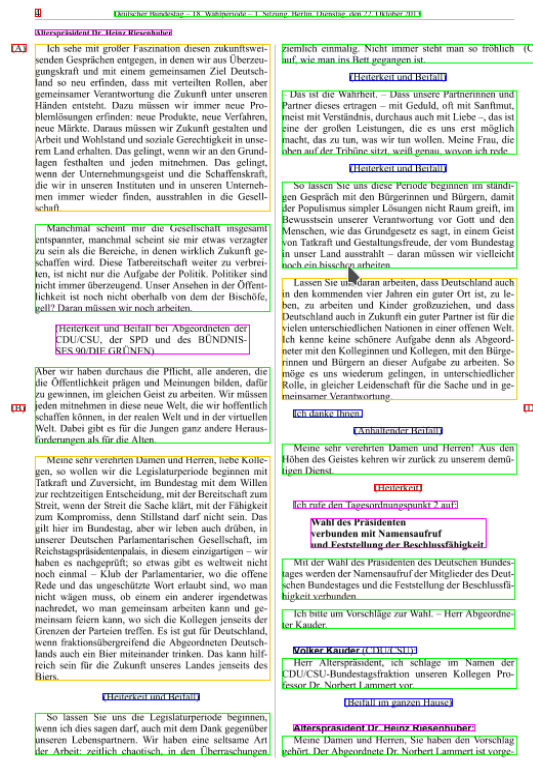 4
Deutscher Bundestag – 18. Wahlperiode – 1. Sitzung. Berlin, Dienstag, den 22. Oktober 2013
Alterspräsident Dr. Heinz Riesenhuber
(A)
Ich sehe mit großer Faszination diesen zukunftswei-
senden Gesprächen entgegen, in denen wir aus Überzeu-
gungskraft und mit einem gemeinsamen Ziel Deutsch-
land so neu erfinden, dass mit verteilten Rollen, aber
gemeinsamer Verantwortung die Zukunft unter unseren
Händen entsteht. Dazu müssen wir immer neue Pro-
blemlösungen erfinden: neue Produkte, neue Verfahren,
neue Märkte. Daraus müssen wir Zukunft gestalten und
Arbeit und Wohlstand und soziale Gerechtigkeit in unse-
rem Land erhalten. Das gelingt, wenn wir an den Grund-
lagen festhalten und jeden mitnehmen. Das gelingt,
wenn der Unternehmungsgeist und die Schaffenskraft,
die wir in unseren Instituten und in unseren Unterneh-
men immer wieder finden, ausstrahlen in die Gesell-
schaft.
Manchmal scheint mir die Gesellschaft insgesamt
entspannter, manchmal scheint sie mir etwas verzagter
zu sein als die Bereiche, in denen wirklich Zukunft ge-
schaffen wird. Diese Tatbereitschaft weiter zu verbrei-
ten, ist nicht nur die Aufgabe der Politik. Politiker sind
nicht immer überzeugend. Unser Ansehen in der Öffent-
lichkeit ist noch nicht oberhalb von dem der Bischöfe,
gell? Daran müssen wir noch arbeiten.
(Heiterkeit und Beifall bei Abgeordneten der
CDU/CSU, der SPD und des BÜNDNIS-
SES 90/DIE GRÜNEN)
Aber wir haben durchaus die Pflicht, alle anderen, die
die Öffentlichkeit prägen und Meinungen bilden, dafür
zu gewinnen, im gleichen Geist zu arbeiten. Wir müssen
jeden mitnehmen in diese neue Welt, die wir hoffentlich
(B)
schaffen können, in der realen Welt und in der virtuellen
Welt. Dabei gibt es für die Jungen ganz andere Heraus-
forderungen als für die Alten.
Meine sehr verehrten Damen und Herren, liebe Kolle-
gen, so wollen wir die Legislaturperiode beginnen mit
Tatkraft und Zuversicht, im Bundestag mit dem Willen
zur rechtzeitigen Entscheidung, mit der Bereitschaft zum
Streit, wenn der Streit die Sache klärt, mit der Fähigkeit
zum Kompromiss, denn Stillstand darf nicht sein. Das
gilt hier im Bundestag, aber wir leben auch drüben, in
unserer Deutschen Parlamentarischen Gesellschaft, im
Reichstagspräsidentenpalais, in diesem einzigartigen – wir
haben es nachgeprüft; so etwas gibt es weltweit nicht
noch einmal – Klub der Parlamentarier, wo die offene
Rede und das ungeschützte Wort erlaubt sind, wo man
nicht wägen muss, ob einem ein anderer irgendetwas
nachredet, wo man gemeinsam arbeiten kann und ge-
meinsam feiern kann, wo sich die Kollegen jenseits der
Grenzen der Parteien treffen. Es ist gut für Deutschland,
wenn fraktionsübergreifend die Abgeordneten Deutsch-
lands auch ein Bier miteinander trinken. Das kann hilf-
reich sein für die Zukunft unseres Landes jenseits des
Biers.
(Heiterkeit und Beifall)
So lassen Sie uns die Legislaturperiode beginnen,
wenn ich dies sagen darf, auch mit dem Dank gegenüber
unseren Lebenspartnern. Wir haben eine seltsame Art
der Arbeit: zeitlich chaotisch, in den Überraschungen
ziemlich einmalig. Nicht immer steht man so fröhlich
auf, wie man ins Bett gegangen ist.
(Heiterkeit und Beifall)
– Das ist die Wahrheit. – Dass unsere Partnerinnen und
Partner dieses ertragen – mit Geduld, oft mit Sanftmut,
meist mit Verständnis, durchaus auch mit Liebe –, das ist
eine der großen Leistungen, die es uns erst möglich
macht, das zu tun, was wir tun wollen. Meine Frau, die
oben auf der Tribüne sitzt, weiß genau, wovon ich rede.
(Heiterkeit und Beifall)
So lassen Sie uns diese Periode beginnen im ständi-
gen Gespräch mit den Bürgerinnen und Bürgern, damit
der Populismus simpler Lösungen nicht Raum greift, im
Bewusstsein unserer Verantwortung vor Gott und den
Menschen, wie das Grundgesetz es sagt, in einem Geist
von Tatkraft und Gestaltungsfreude, der vom Bundestag
in unser Land ausstrahlt – daran müssen wir vielleicht
noch ein bisschen arbeiten.
Lassen Sie uns daran arbeiten, dass Deutschland auch
in den kommenden vier Jahren ein guter Ort ist, zu le-
ben, zu arbeiten und Kinder großzuziehen, und dass
Deutschland auch in Zukunft ein guter Partner ist für die
vielen unterschiedlichen Nationen in einer offenen Welt.
Ich kenne keine schönere Aufgabe denn als Abgeord-
neter mit den Kolleginnen und Kollegen, mit den Bürge-
rinnen und Bürgern an dieser Aufgabe zu arbeiten. So
möge es uns wiederum gelingen, in unterschiedlicher
Rolle, in gleicher Leidenschaft für die Sache und in ge-
meinsamer Verantwortung.
Ich danke Ihnen.
(Anhaltender Beifall)
Meine sehr verehrten Damen und Herren! Aus den
Höhen des Geistes kehren wir zurück zu unserem demü-
tigen Dienst.
(Heiterkeit)
Ich rufe den Tagesordnungspunkt 2 auf:
Wahl des Präsidenten
verbunden mit Namensaufruf
und Feststellung der Beschlussfähigkeit
Mit der Wahl des Präsidenten des Deutschen Bundes-
tages werden der Namensaufruf der Mitglieder des Deut-
schen Bundestages und die Feststellung der Beschlussfä-
higkeit verbunden.
Ich bitte um Vorschläge zur Wahl. – Herr Abgeordne-
ter Kauder.
Volker Kauder (CDU/CSU):
Herr Alterspräsident, ich schlage im Namen der
CDU/CSU-Bundestagsfraktion unseren Kollegen Pro-
fessor Dr. Norbert Lammert vor.
(Beifall im ganzen Hause)
Alterspräsident Dr. Heinz Riesenhuber:
Meine Damen und Herren, Sie haben den Vorschlag
gehört. Der Abgeordnete Dr. Norbert Lammert ist vorge-